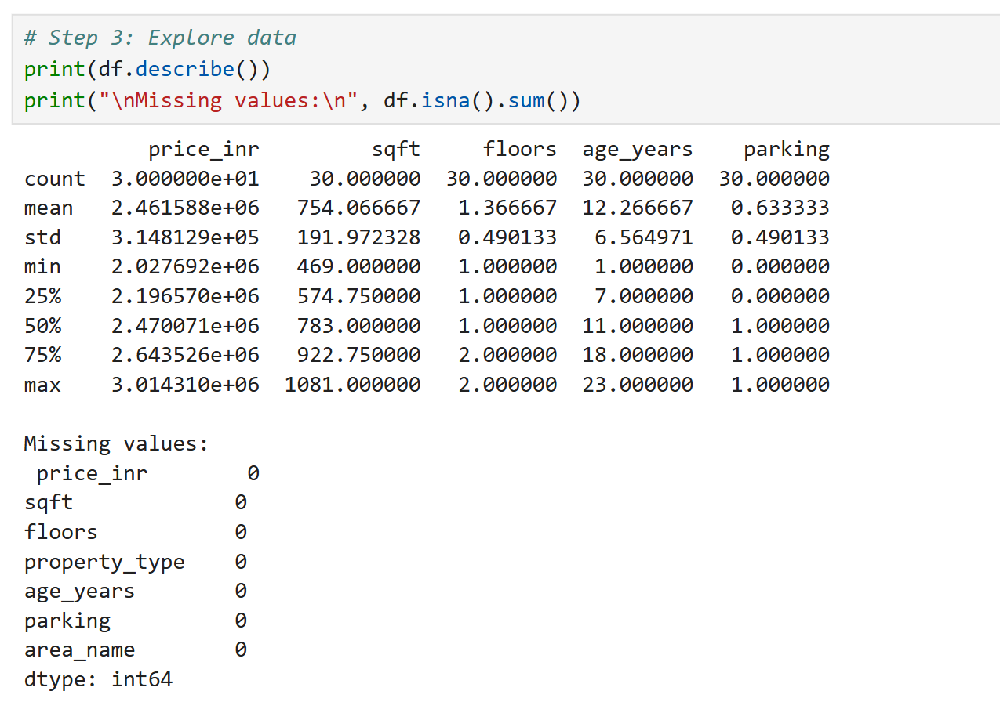 # Step 3: Explore data
print(df.describe())
print("\nMissing values:\n", df.isna().sum())
          price_inr         sqft     floors  age_years    parking
count  3.000000e+01    30.000000  30.000000  30.000000  30.000000
mean   2.461588e+06   754.066667   1.366667  12.266667   0.633333
std    3.148129e+05   191.972328   0.490133   6.564971   0.490133
min    2.027692e+06   469.000000   1.000000   1.000000   0.000000
25%    2.196570e+06   574.750000   1.000000   7.000000   0.000000
50%    2.470071e+06   783.000000   1.000000  11.000000   1.000000
75%    2.643526e+06   922.750000   2.000000  18.000000   1.000000
max    3.014310e+06  1081.000000   2.000000  23.000000   1.000000
Missing values:
 price_inr        0
sqft             0
floors           0
property_type    0
age_years        0
parking          0
area_name        0
dtype: int64